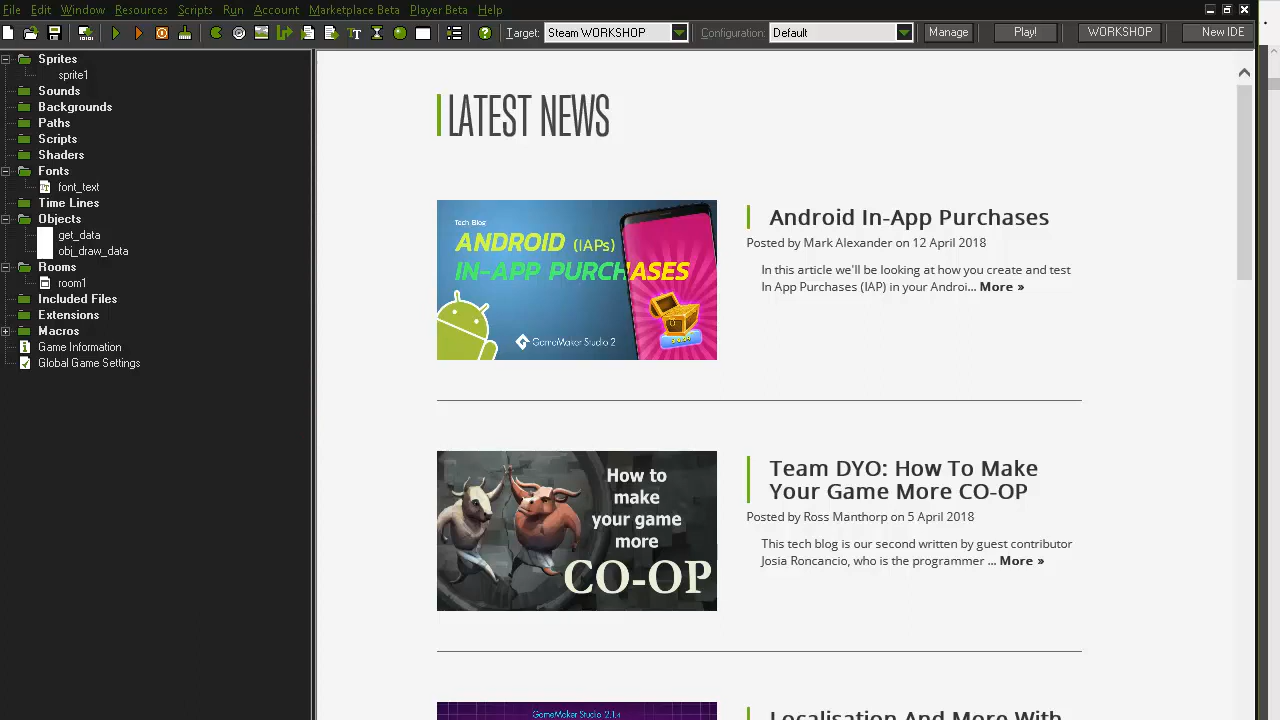 File Edit Window Resources Scripts Run Account Marketplace Beta Player Beta Help
Target: Steam WORKSHOP Configuration: Default Manage Play! WORKSHOP New IDE
Sprites
sprite1
Sounds
Backgrounds
Paths
Scripts
Shaders
Fonts
font_text
Time Lines
Objects
get_data
obj_draw_data
Rooms
room1
Included Files
Extensions
Macros
Game Information
Global Game Settings
LATEST NEWS
Tech Blog
ANDROID (IAPs)
IN-APP PURCHASES
GameMaker Studio 2
Android In-App Purchases
Posted by Mark Alexander on 12 April 2018
In this article we'll be looking at how you create and test
In App Purchases (IAP) in your Androi... More »
How to
make
your game
more
CO-OP
Team DYO: How To Make
Your Game More CO-OP
Posted by Ross Manthorp on 5 April 2018
This tech blog is our second written by guest contributor
Josia Roncancio, who is the programmer ... More »
GameMaker Studio 2.1.4
Localisation And More With